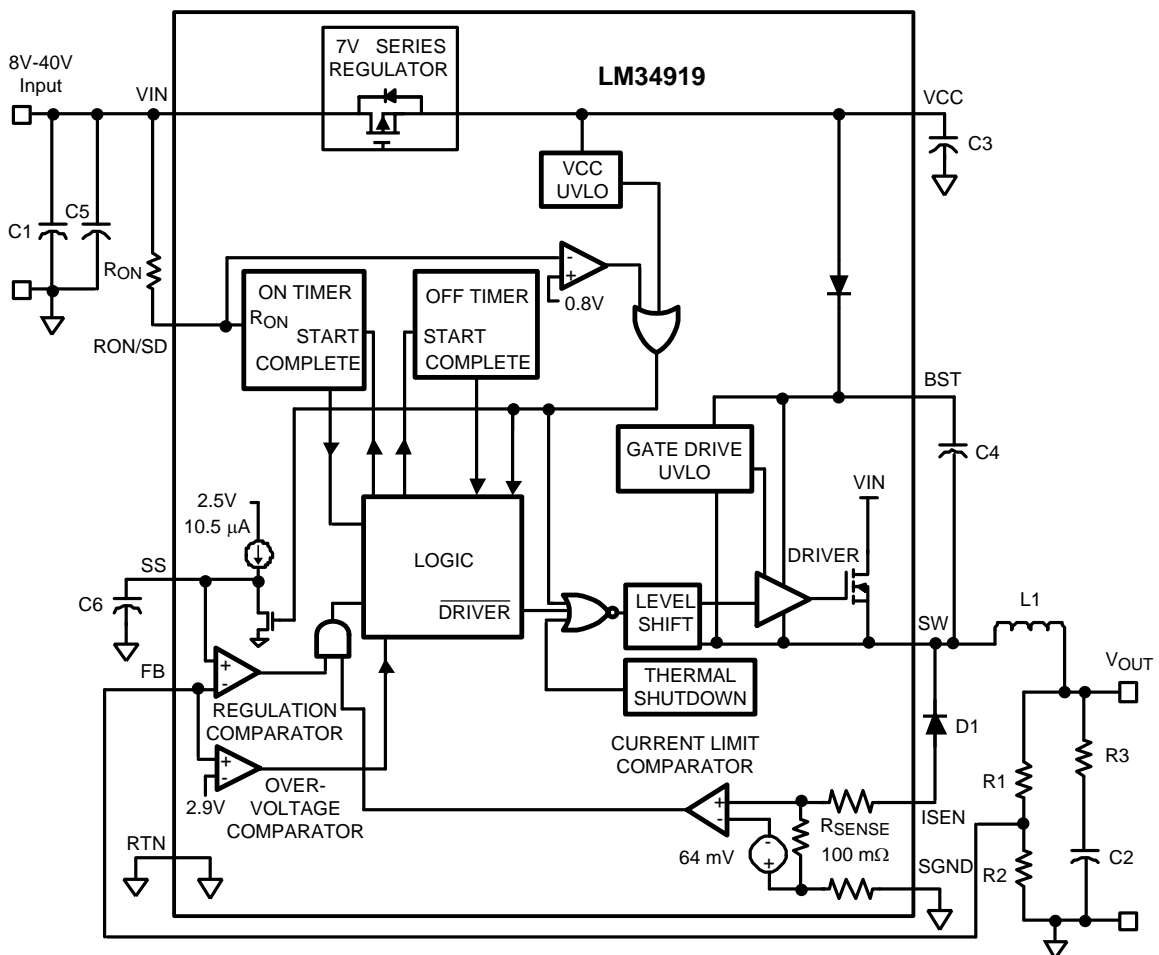 7V SERIES
REGULATOR
LM34919
8V-40V
Input
VIN
VCC
C3
VCC
UVLO
C1
C5
RON
-
+
0.8V
ON TIMER
RON
START
COMPLETE
OFF TIMER
START
COMPLETE
RON/SD
BST
GATE DRIVE
UVLO
C4
VIN
2.5V
10.5 µA
LOGIC
DRIVER
DRIVER
SS
C6
LEVEL
SHIFT
SW
L1
FB
+
-
THERMAL
SHUTDOWN
VOUT
REGULATION
COMPARATOR
D1
CURRENT LIMIT
COMPARATOR
R3
+
-
2.9V
OVER-
VOLTAGE
COMPARATOR
R1
+
-
RSENSE
100 mΩ
ISEN
-
+
64 mV
RTN
SGND
R2
C2